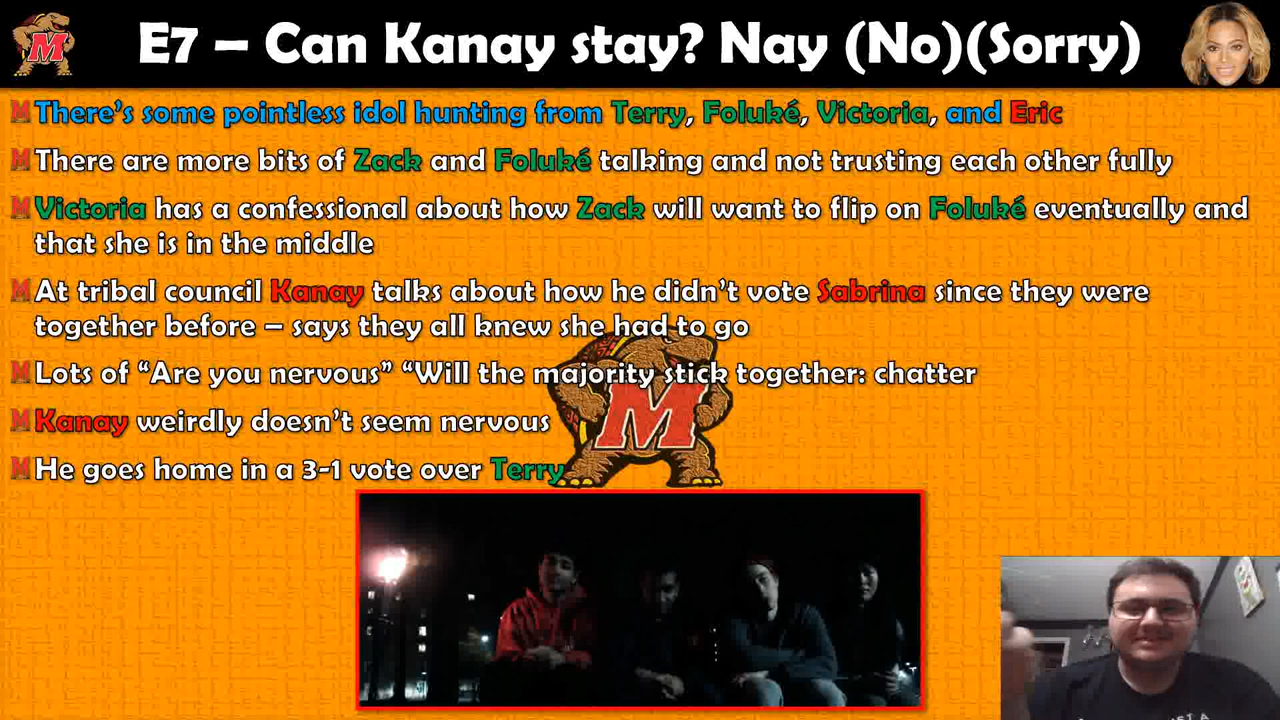 E7 – Can Kanay stay? Nay (No)(Sorry)
There's some pointless idol hunting from Terry, Foluké, Victoria, and Eric
There are more bits of Zack and Foluké talking and not trusting each other fully
Victoria has a confessional about how Zack will want to flip on Foluké eventually and
that she is in the middle
At tribal council Kanay talks about how he didn't vote Sabrina since they were
together before – says they all knew she had to go
Lots of “Are you nervous” “Will the majority stick together: chatter
Kanay weirdly doesn't seem nervous
He goes home in a 3-1 vote over Terry
M